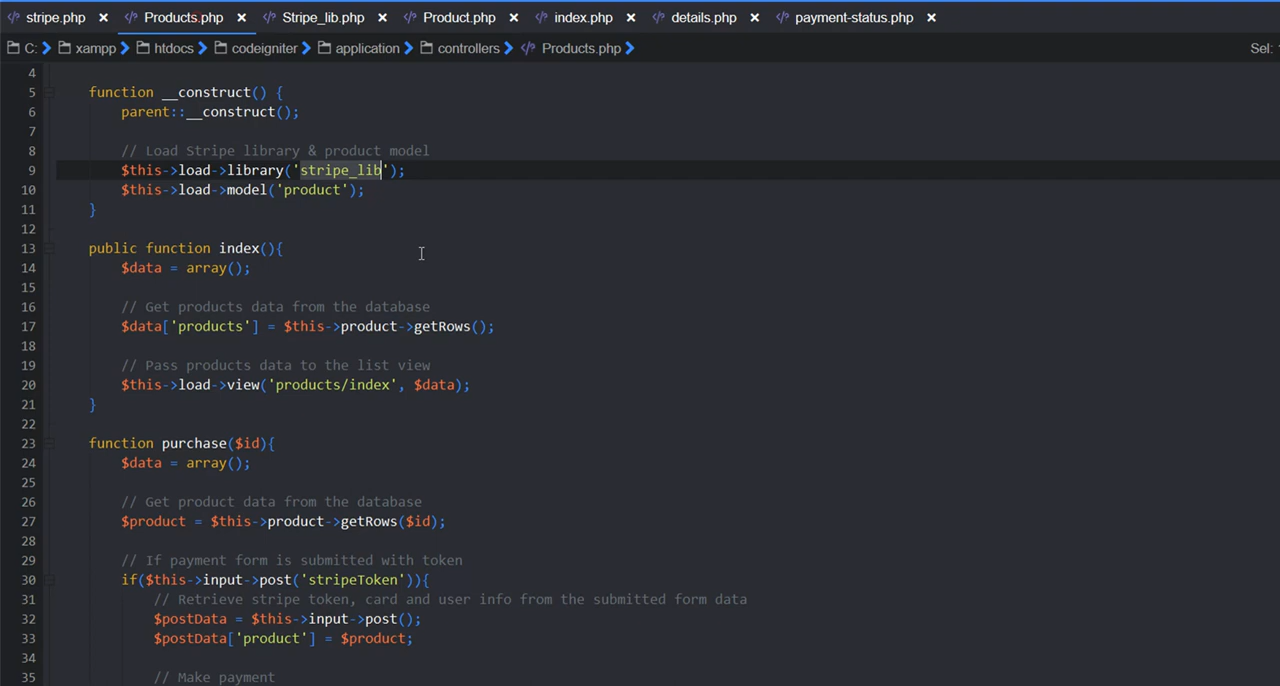 stripe.php × Products.php × Stripe_lib.php × Product.php × index.php × details.php × payment-status.php ×
C: xampp htdocs codeigniter application controllers Products.php Sel:
4
5 function __construct() {
6 parent::__construct();
7
8 // Load Stripe library & product model
9 $this->load->library('stripe_lib');
10 $this->load->model('product');
11 }
12
13 public function index(){
14 $data = array();
15
16 // Get products data from the database
17 $data['products'] = $this->product->getRows();
18
19 // Pass products data to the list view
20 $this->load->view('products/index', $data);
21 }
22
23 function purchase($id){
24 $data = array();
25
26 // Get product data from the database
27 $product = $this->product->getRows($id);
28
29 // If payment form is submitted with token
30 if($this->input->post('stripeToken')){
31 // Retrieve stripe token, card and user info from the submitted form data
32 $postData = $this->input->post();
33 $postData['product'] = $product;
34
35 // Make payment